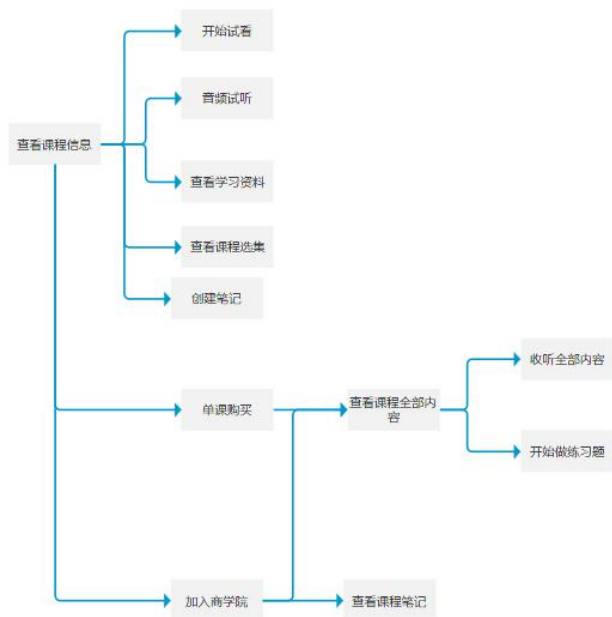 开始试看
音频试听
查看课程信息
查看学习资料
查看课程选集
创建笔记
收听全部内容
单课购买
查看课程全部内
容
开始做练习题
加入商学院
查看课程笔记